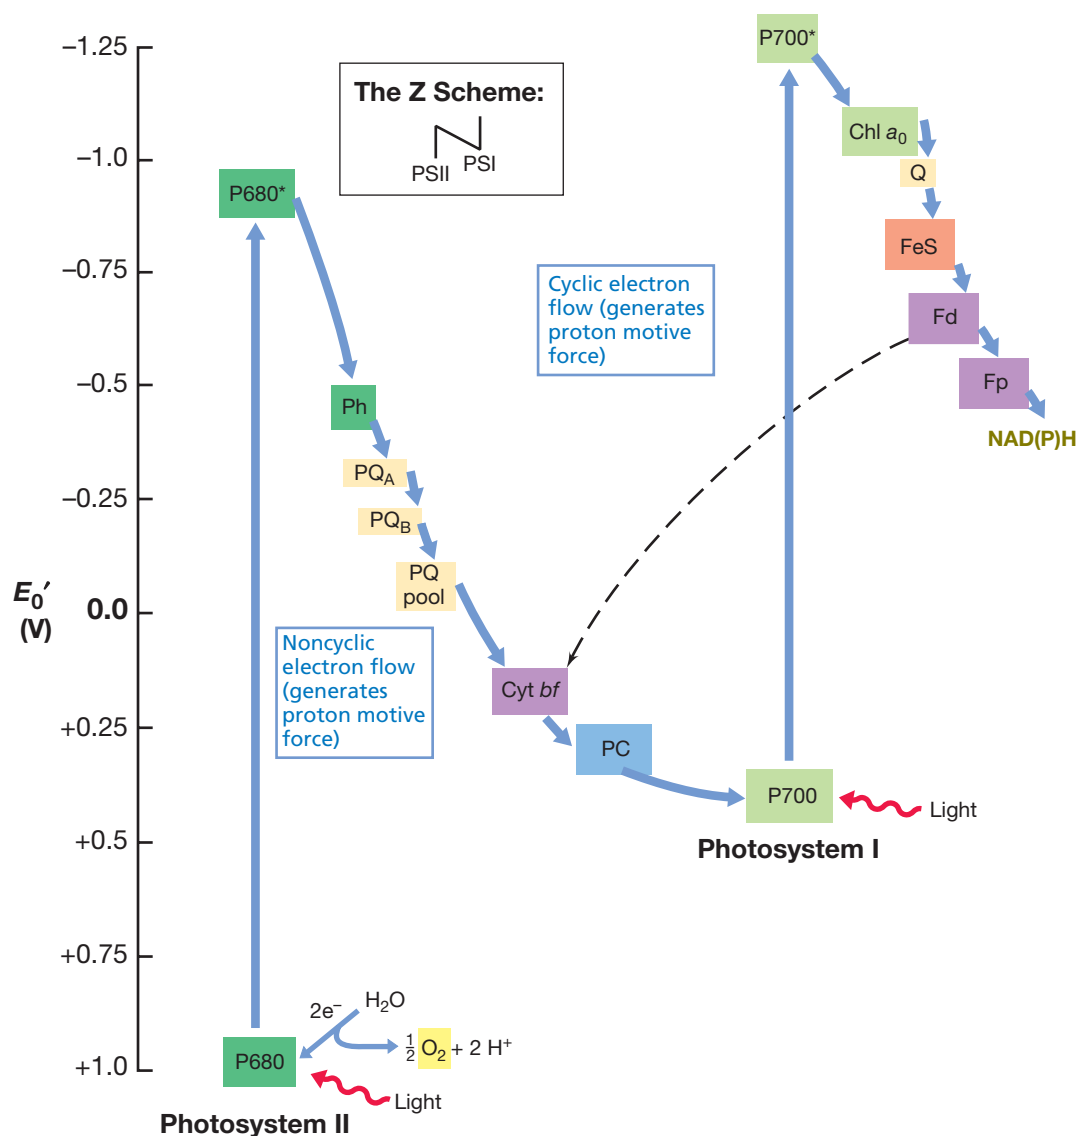 −1.25
−1.0
−0.75
−0.5
−0.25
0.0
+0.25
+0.5
+0.75
+1.0
E₀′
(V)
The Z Scheme:
PSII
PSI
P680*
Ph
PQ_A
PQ_B
PQ
pool
Noncyclic
electron flow
(generates
proton motive
force)
Cyt bf
PC
P680
2e⁻
H₂O
½ O₂ + 2 H⁺
Light
Photosystem II
Cyclic electron
flow (generates
proton motive
force)
P700*
Chl a₀
Q
FeS
Fd
Fp
NAD(P)H
P700
Light
Photosystem I